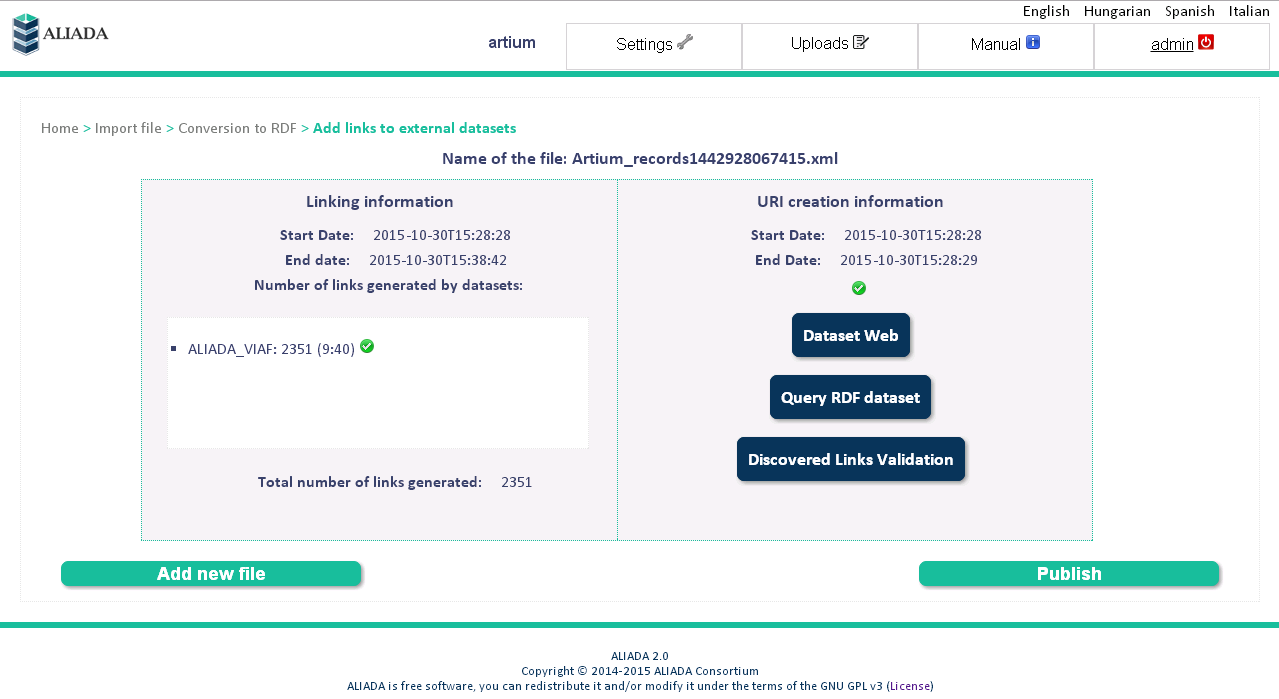 English Hungarian Spanish Italian
ALIADA
artium
Settings Uploads Manual admin
Home > Import file > Conversion to RDF > Add links to external datasets
Name of the file: Artium_records1442928067415.xml
Linking information
Start Date: 2015-10-30T15:28:28
End date: 2015-10-30T15:38:42
Number of links generated by datasets:
ALIADA_VIAF: 2351 (9:40)
Total number of links generated: 2351
URI creation information
Start Date: 2015-10-30T15:28:28
End Date: 2015-10-30T15:28:29
Dataset Web
Query RDF dataset
Discovered Links Validation
Add new file
Publish
ALIADA 2.0
Copyright © 2014-2015 ALIADA Consortium
ALIADA is free software, you can redistribute it and/or modify it under the terms of the GNU GPL v3 (License)